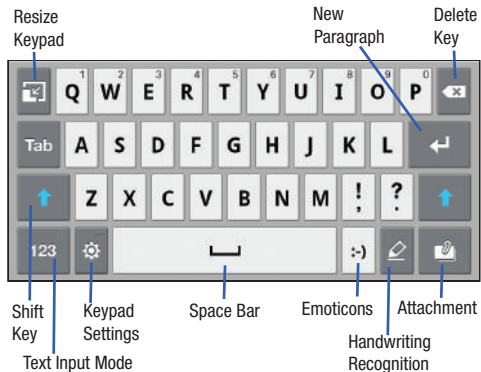 Resize
Keypad
New
Paragraph
Delete
Key
1 2 3 4 5 6 7 8 9 0
Q W E R T Y U I O P
Tab A S D F G H J K L
Z X C V B N M ! , ? .
123 :-)
Shift
Key
Keypad
Settings
Space Bar
Emoticons
Attachment
Text Input Mode
Handwriting
Recognition